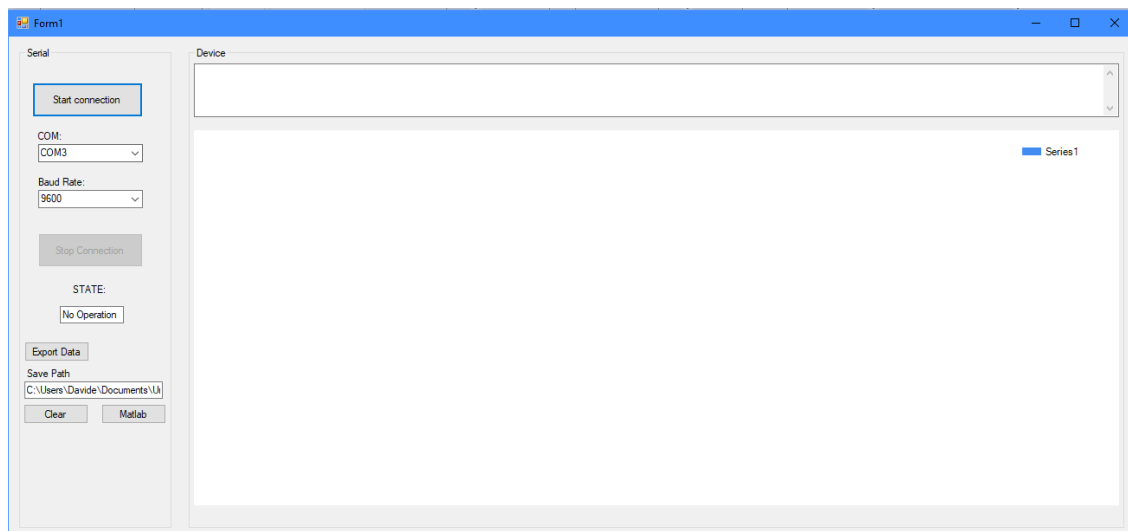 Form1
Serial
Start connection
COM:
COM3
Baud Rate:
9600
Stop Connection
STATE:
No Operation
Export Data
Save Path
C:\Users\Davide\Documents\
Clear
Matlab
Device
Series1